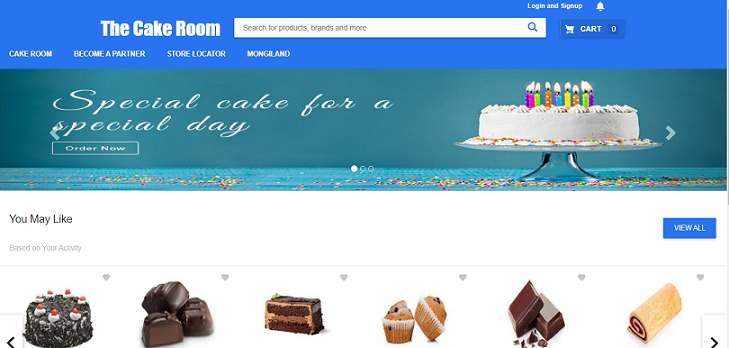 Login and Signup
The Cake Room
Search for products, brands and more
CART 0
CAKE ROOM BECOME A PARTNER STORE LOCATOR MONGILAND
Special cake for a
special day
Order Now
You May Like
VIEW ALL
Based on Your Activity